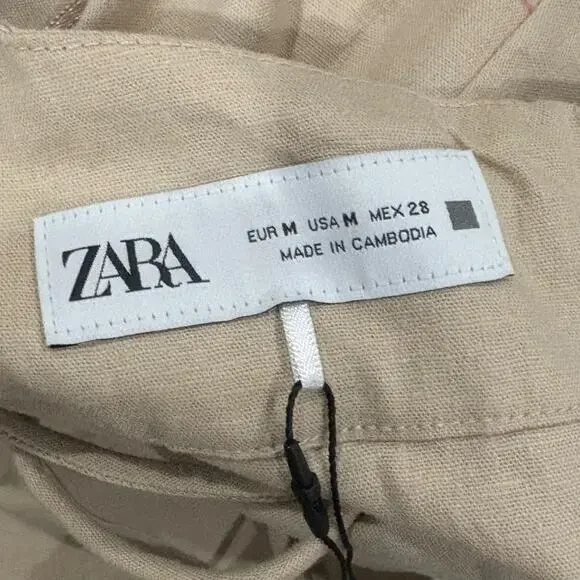 ZARA
EUR M USA M MEX 28
MADE IN CAMBODIA